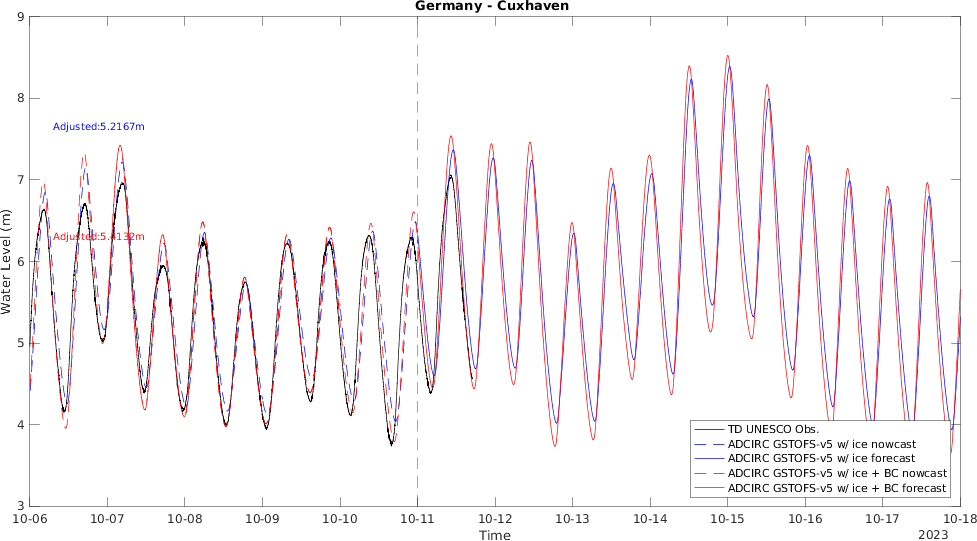 Germany - Cuxhaven
9
8
7
6
5
4
3
Water Level (m)
Adjusted:5.2167m
Adjusted:5.4132m
TD UNESCO Obs.
ADCIRC GSTOFS-v5 w/ ice nowcast
ADCIRC GSTOFS-v5 w/ ice forecast
ADCIRC GSTOFS-v5 w/ ice + BC nowcast
ADCIRC GSTOFS-v5 w/ ice + BC forecast
10-06 10-07 10-08 10-09 10-10 10-11 10-12 10-13 10-14 10-15 10-16 10-17 10-18
Time
2023